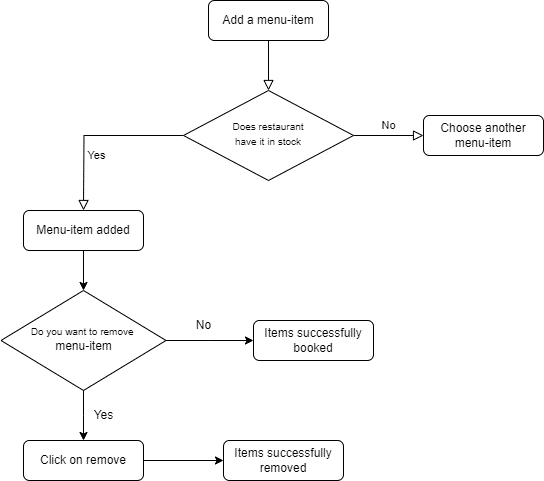 Add a menu-item
Does restaurant
have it in stock
No
Choose another
menu-item
Yes
Menu-item added
Do you want to remove
menu-item
No
Items successfully
booked
Yes
Click on remove
Items successfully
removed